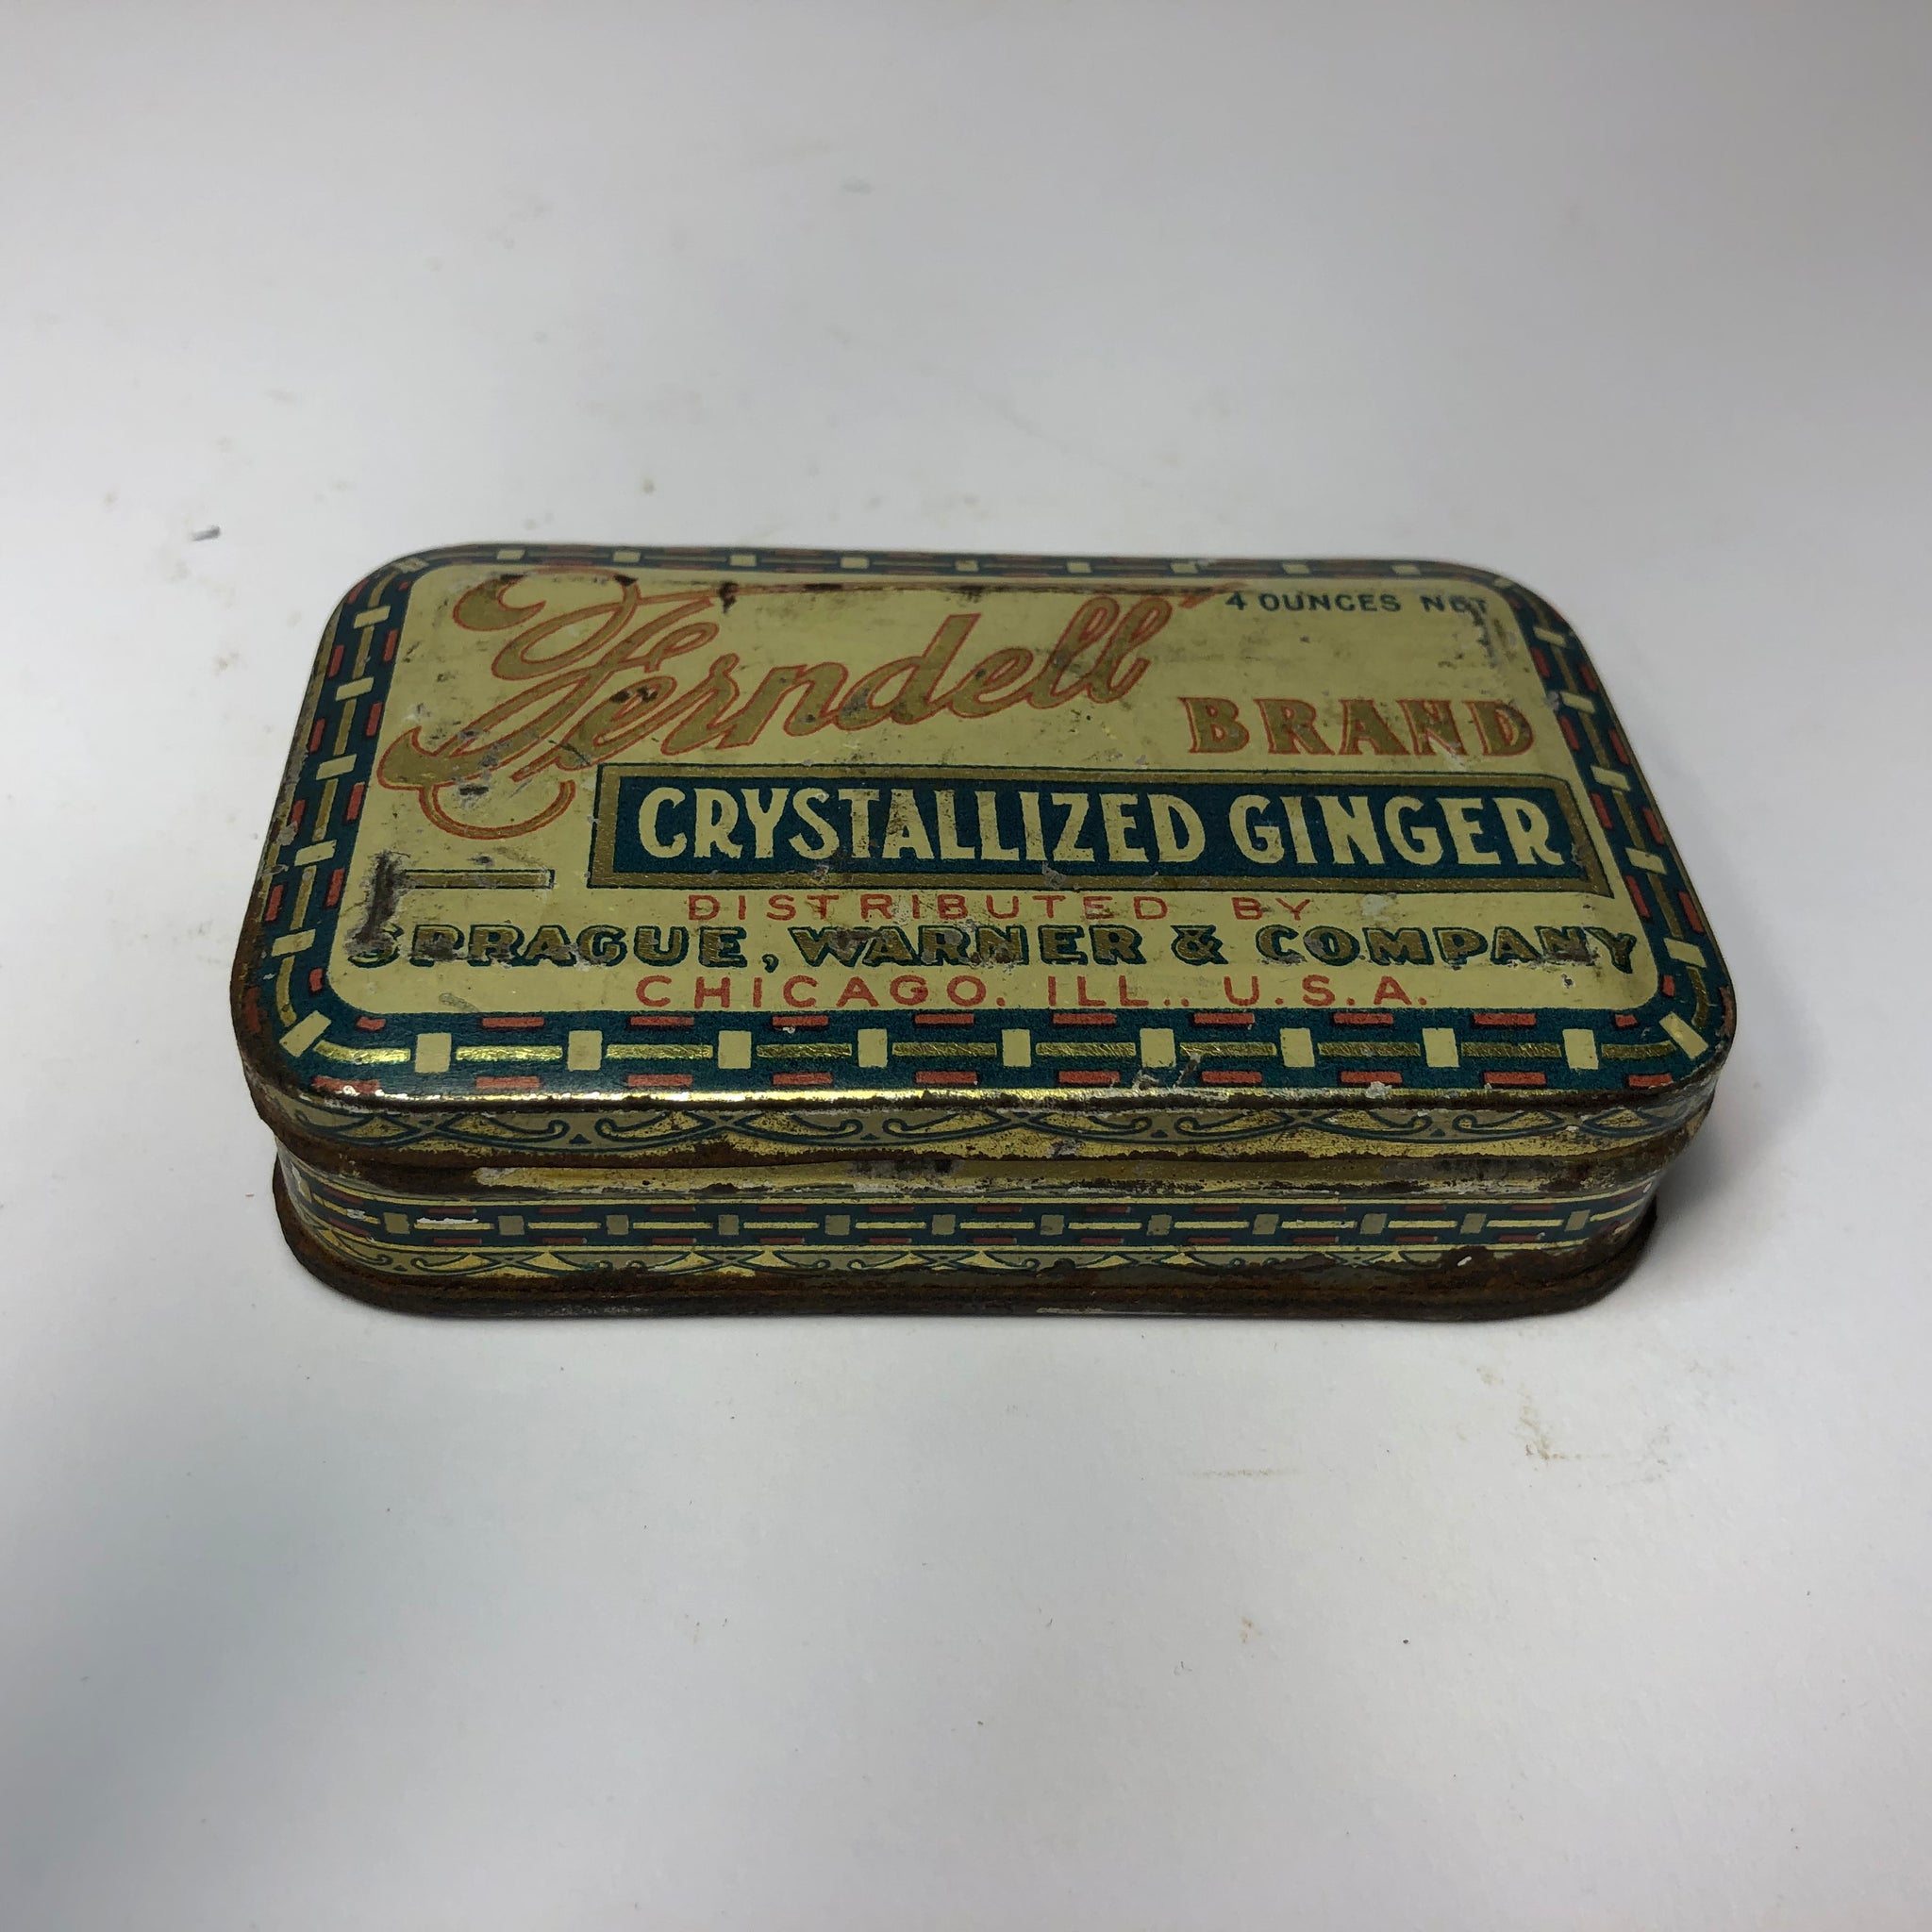 4 OUNCES NET
Ferndell
BRAND
CRYSTALLIZED GINGER
DISTRIBUTED BY
SPRAGUE, WARNER & COMPANY
CHICAGO. ILL., U.S.A.